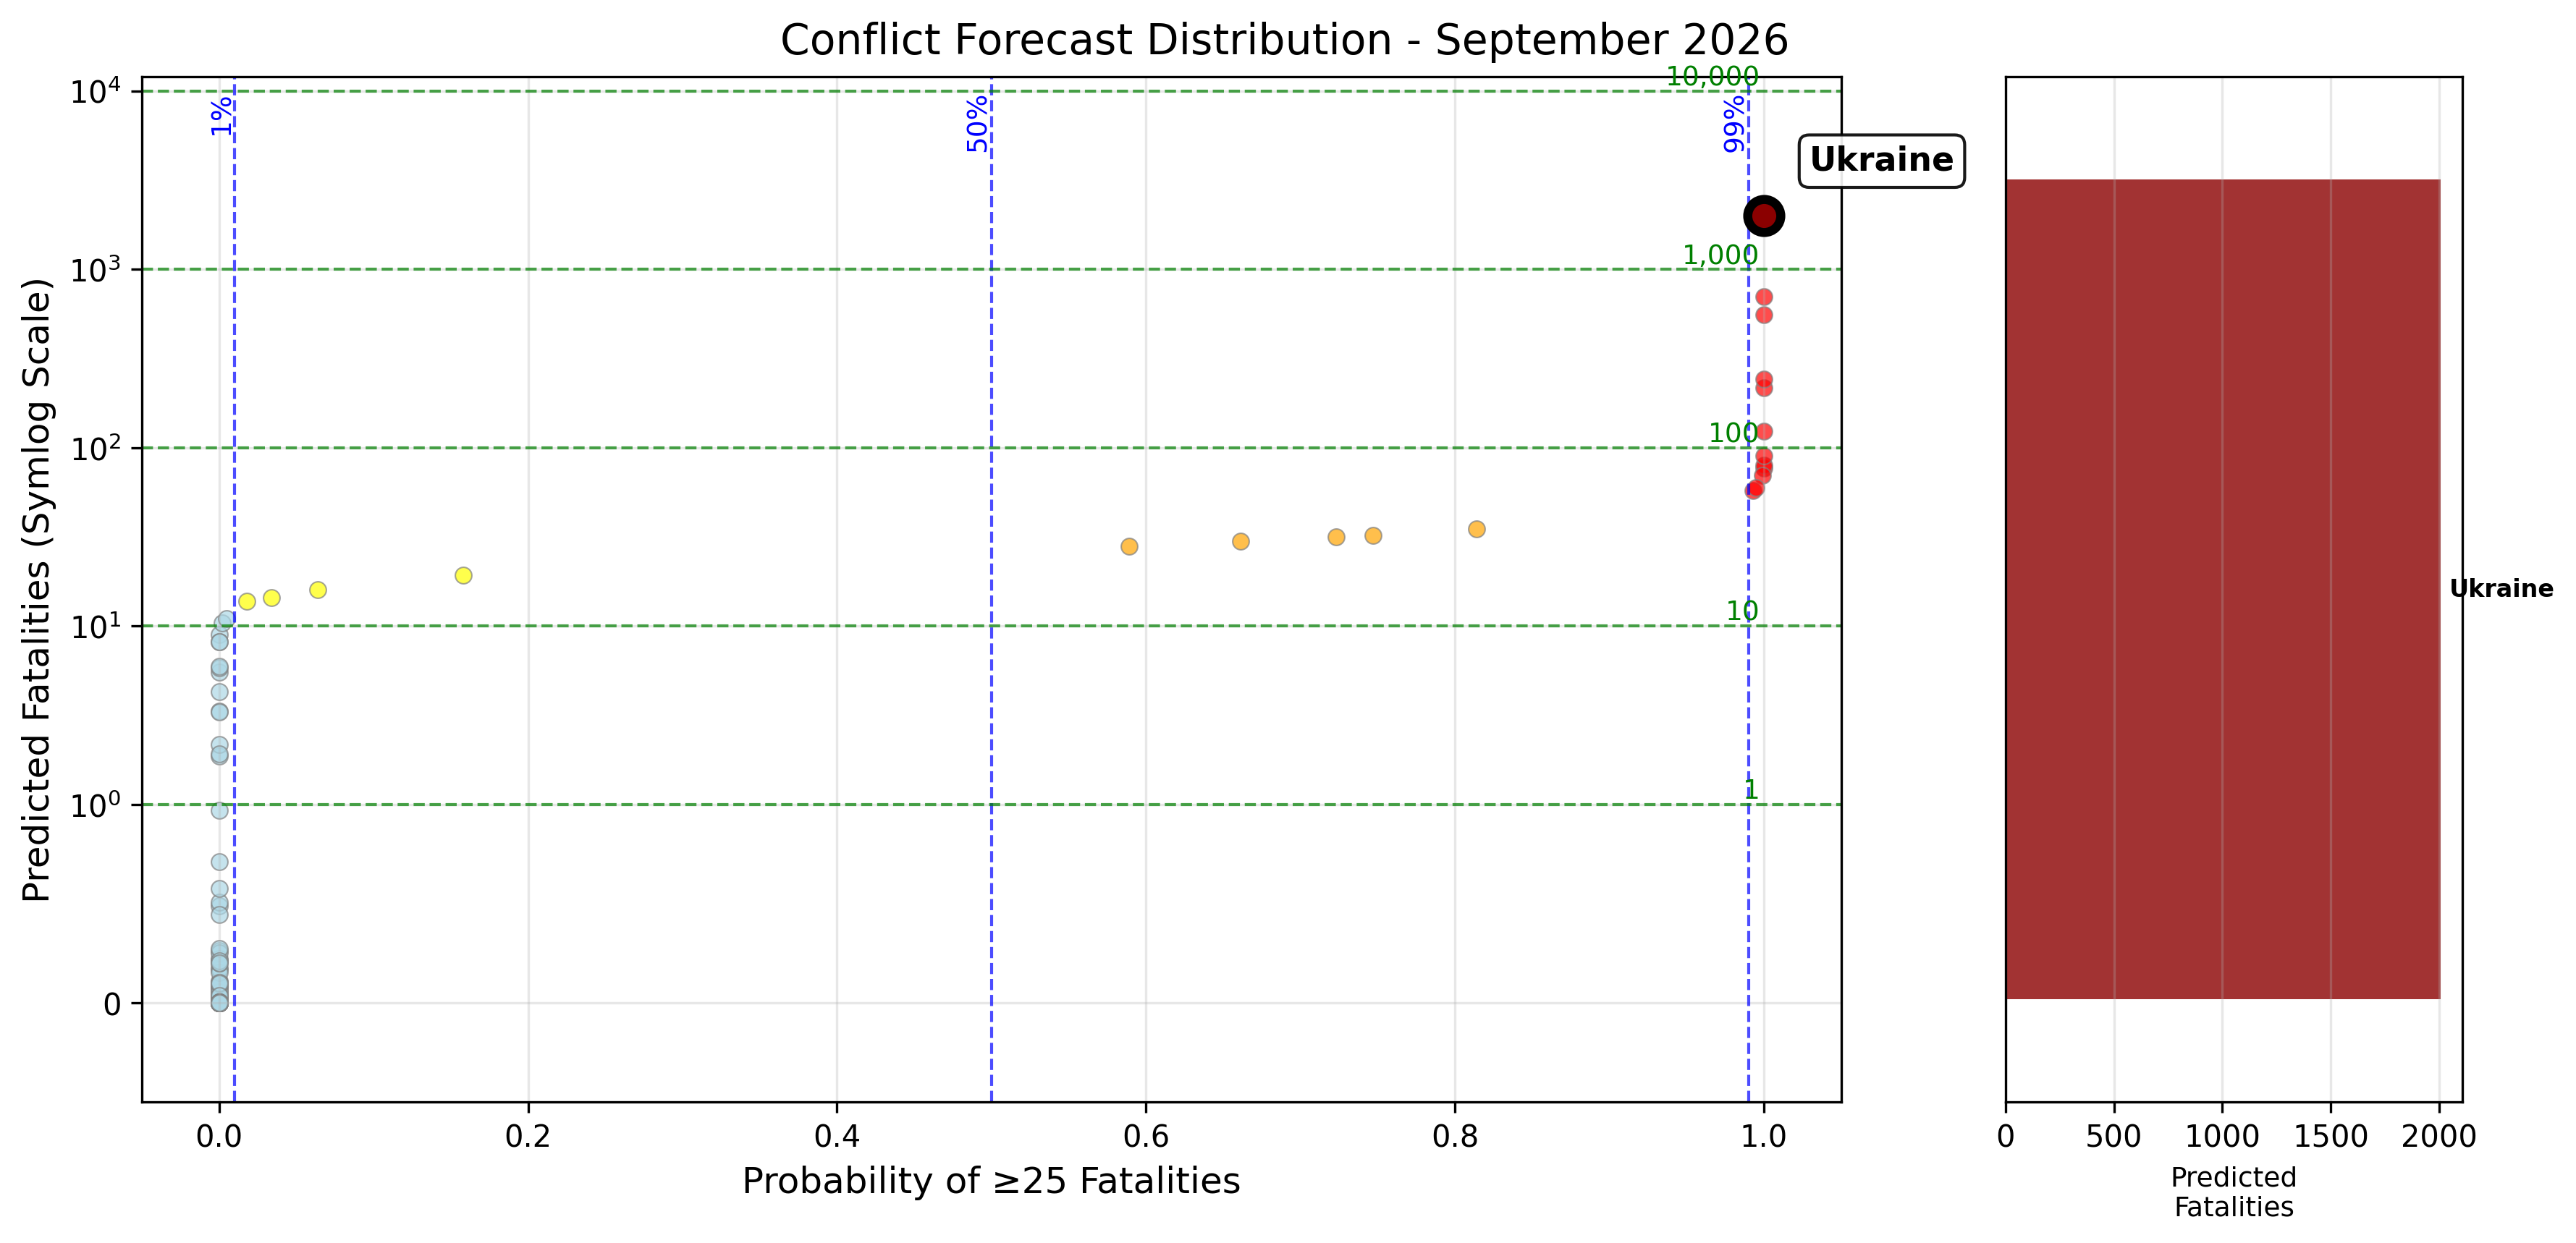 Conflict Forecast Distribution - September 2026
Predicted Fatalities (Symlog Scale)
10⁴
10³
10²
10¹
10⁰
0
1%
50%
99%
10,000
1,000
100
10
1
Ukraine
0.0 0.2 0.4 0.6 0.8 1.0
Probability of ≥25 Fatalities
Ukraine
0 500 1000 1500 2000
Predicted
Fatalities